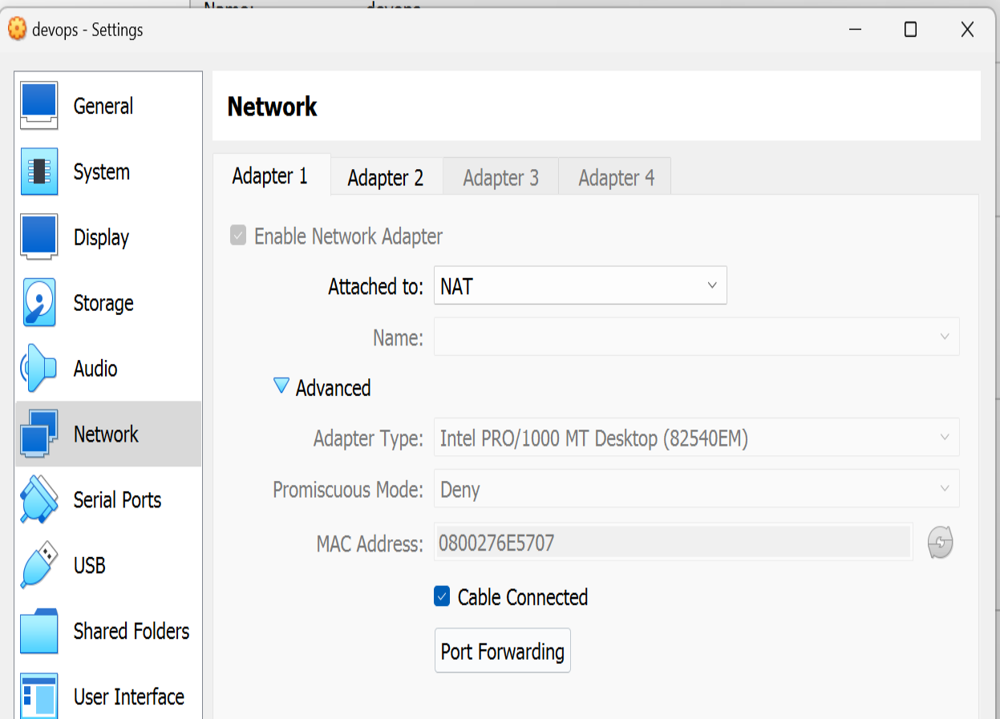 Name: devops
devops - Settings
General
System
Display
Storage
Audio
Network
Serial Ports
USB
Shared Folders
User Interface
Network
Adapter 1 Adapter 2 Adapter 3 Adapter 4
Enable Network Adapter
Attached to: NAT
Name:
Advanced
Adapter Type: Intel PRO/1000 MT Desktop (82540EM)
Promiscuous Mode: Deny
MAC Address: 0800276E5707
Cable Connected
Port Forwarding